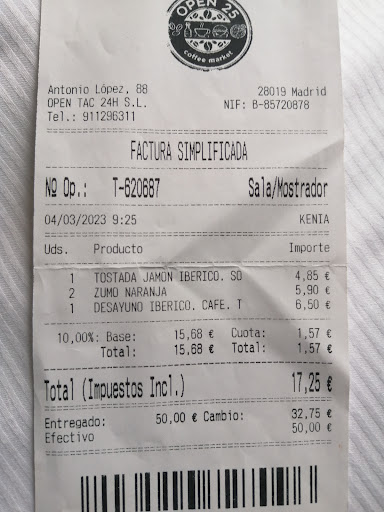 OPEN 25
coffee market
Antonio López, 88 28019 Madrid
OPEN TAC 24H S.L. NIF: B-85720878
Tel.: 911296311
FACTURA SIMPLIFICADA
Nº Op.: T-620687 Sala/Mostrador
04/03/2023 9:25 KENIA
Uds. Producto Importe
1 TOSTADA JAMON IBERICO. SO 4,85 €
2 ZUMO NARANJA 5,90 €
1 DESAYUNO IBERICO. CAFE. T 6,50 €
10,00%: Base: 15,68 € Cuota: 1,57 €
Total: 15,68 € Total: 1,57 €
Total (Impuestos Incl.) 17,25 €
Entregado: 50,00 € Cambio: 32,75 €
Efectivo 50,00 €